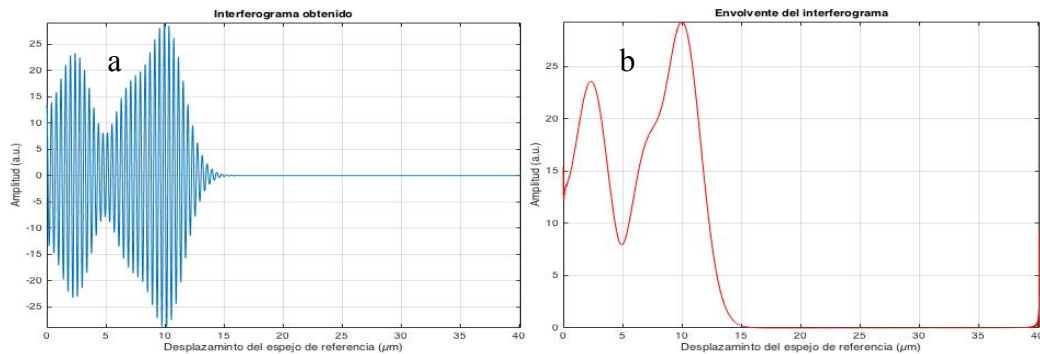 Interferograma obtenido
a
Amplitud (a.u.)
25
20
15
10
5
0
-5
-10
-15
-20
-25
0 5 10 15 20 25 30 35 40
Desplazaminto del espejo de referencia (μm)
Envolvente del interferograma
b
Amplitud (a.u.)
25
20
15
10
5
0
0 5 10 15 20 25 30 35 40
Desplazaminto del espejo de referencia (μm)